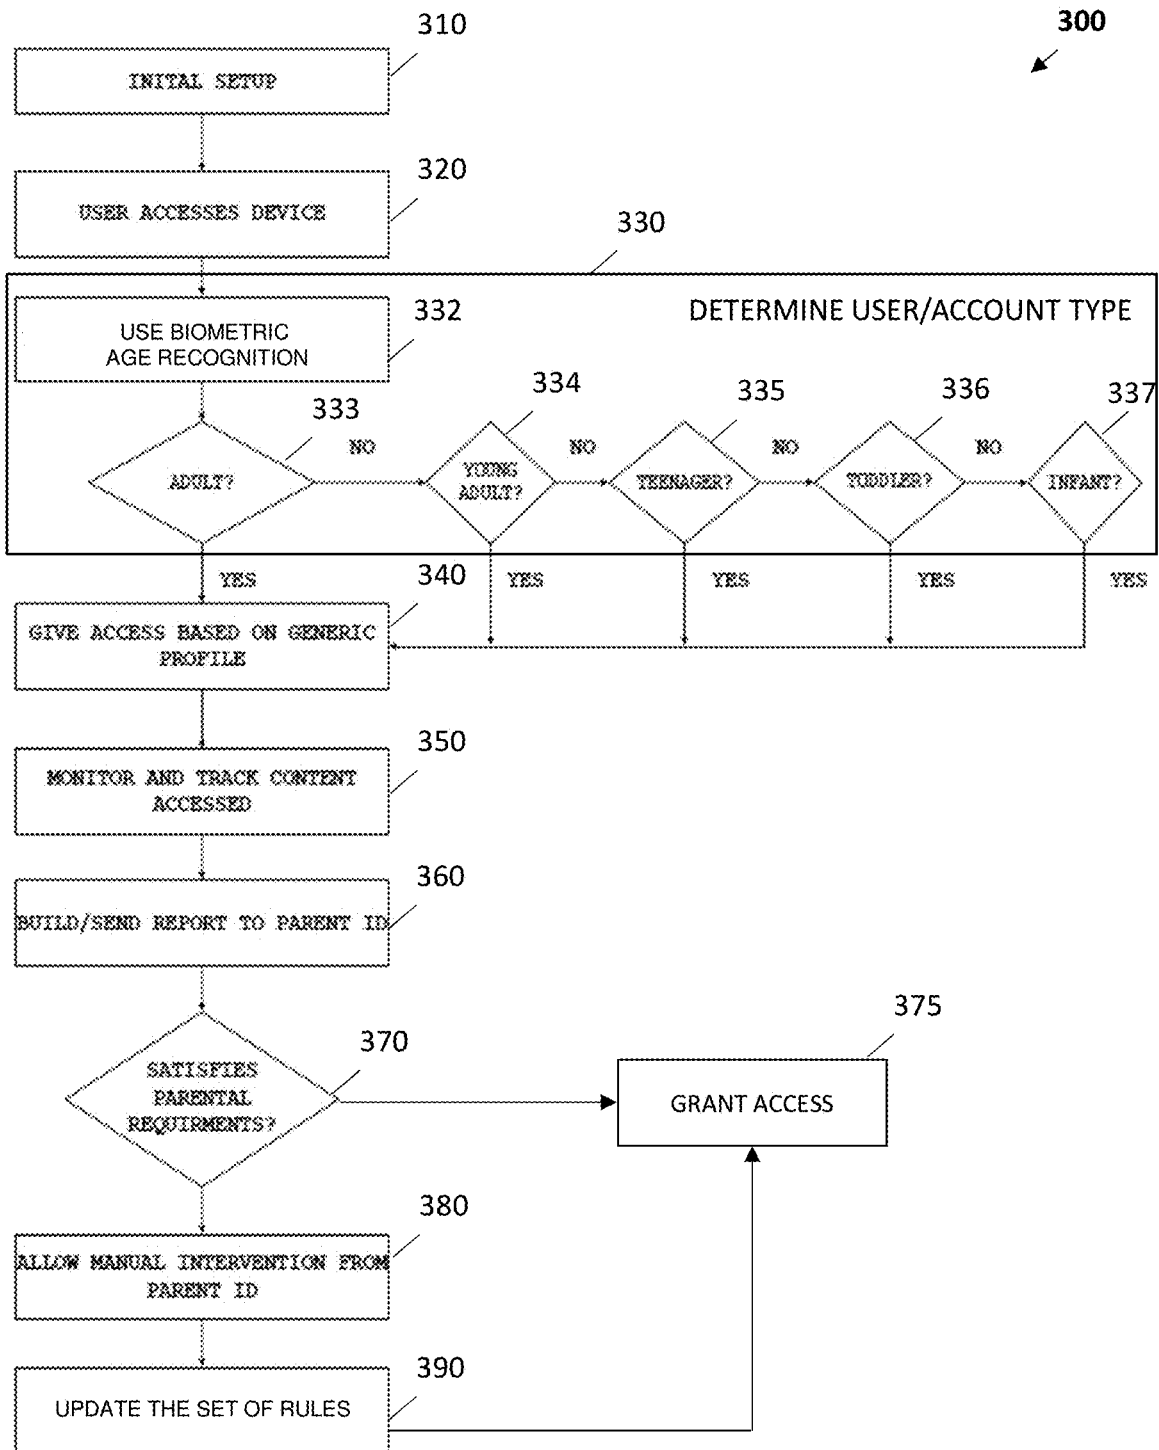 300
310
INITAL SETUP
320
USER ACCESSES DEVICE
330
DETERMINE USER/ACCOUNT TYPE
332
USE BIOMETRIC
AGE RECOGNITION
333
ADULT?
NO
334
YOUNG
ADULT?
NO
335
TEENAGER?
NO
336
TODDLER?
NO
337
INFANT?
YES
YES
YES
YES
YES
340
GIVE ACCESS BASED ON GENERIC
PROFILE
350
MONITOR AND TRACK CONTENT
ACCESSED
360
BUILD/SEND REPORT TO PARENT ID
370
SATISFIES
PARENTAL
REQUIRMENTS?
375
GRANT ACCESS
380
ALLOW MANUAL INTERVENTION FROM
PARENT ID
390
UPDATE THE SET OF RULES